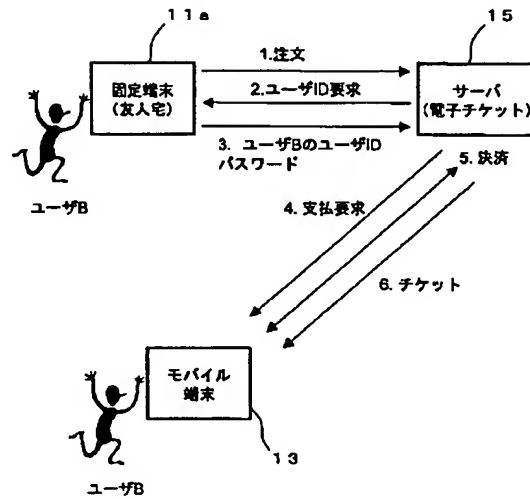 11a
15
固定端末
(友人宅)
1.注文
2.ユーザID要求
3. ユーザBのユーザID
パスワード
サーバ
(電子チケット)
ユーザB
4. 支払要求
5. 決済
6. チケット
モバイル
端末
13
ユーザB